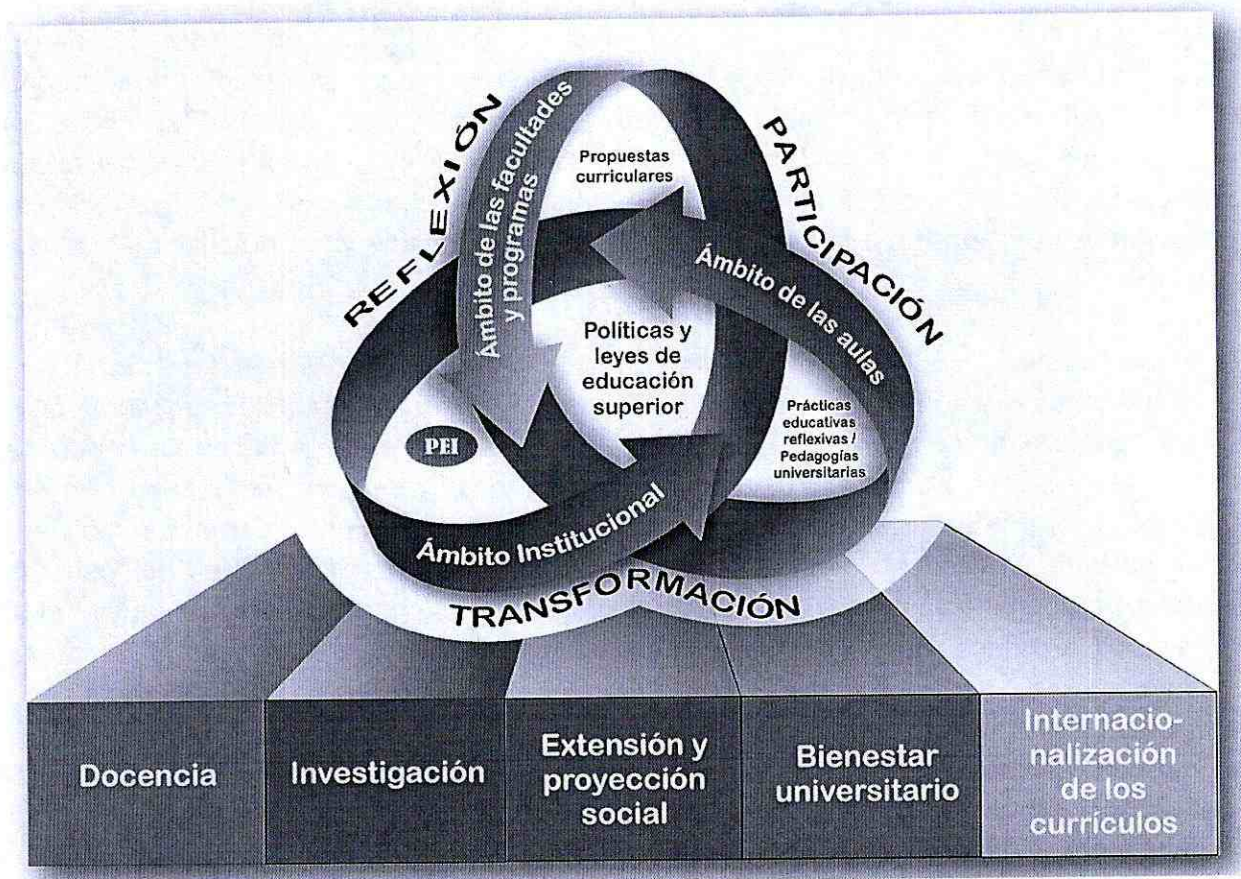 REFLEXIÓN
PARTICIPACIÓN
Ámbito de las facultades
y programas
Propuestas
curriculares
Ámbito de las aulas
Políticas y
leyes de
educación
superior
PEI
Prácticas
educativas
reflexivas /
Pedagogías
universitarias
Ámbito Institucional
TRANSFORMACIÓN
Docencia
Investigación
Extensión y
proyección
social
Bienestar
universitario
Internacio-
nalización
de los
currículos